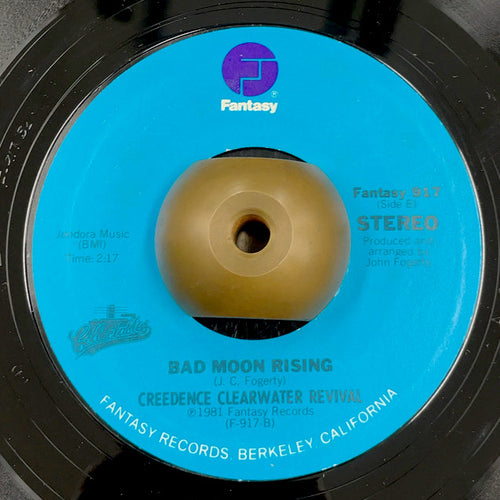 Fantasy®
Fantasy 917
(Side B)
STEREO
Produced and
arranged by
John Fogerty
Jondora Music
(BMI)
Time: 2:17
Collectables
BAD MOON RISING
(J. C. Fogerty)
CREEDENCE CLEARWATER REVIVAL
℗1981 Fantasy Records
(F-917-B)
FANTASY RECORDS, BERKELEY, CALIFORNIA